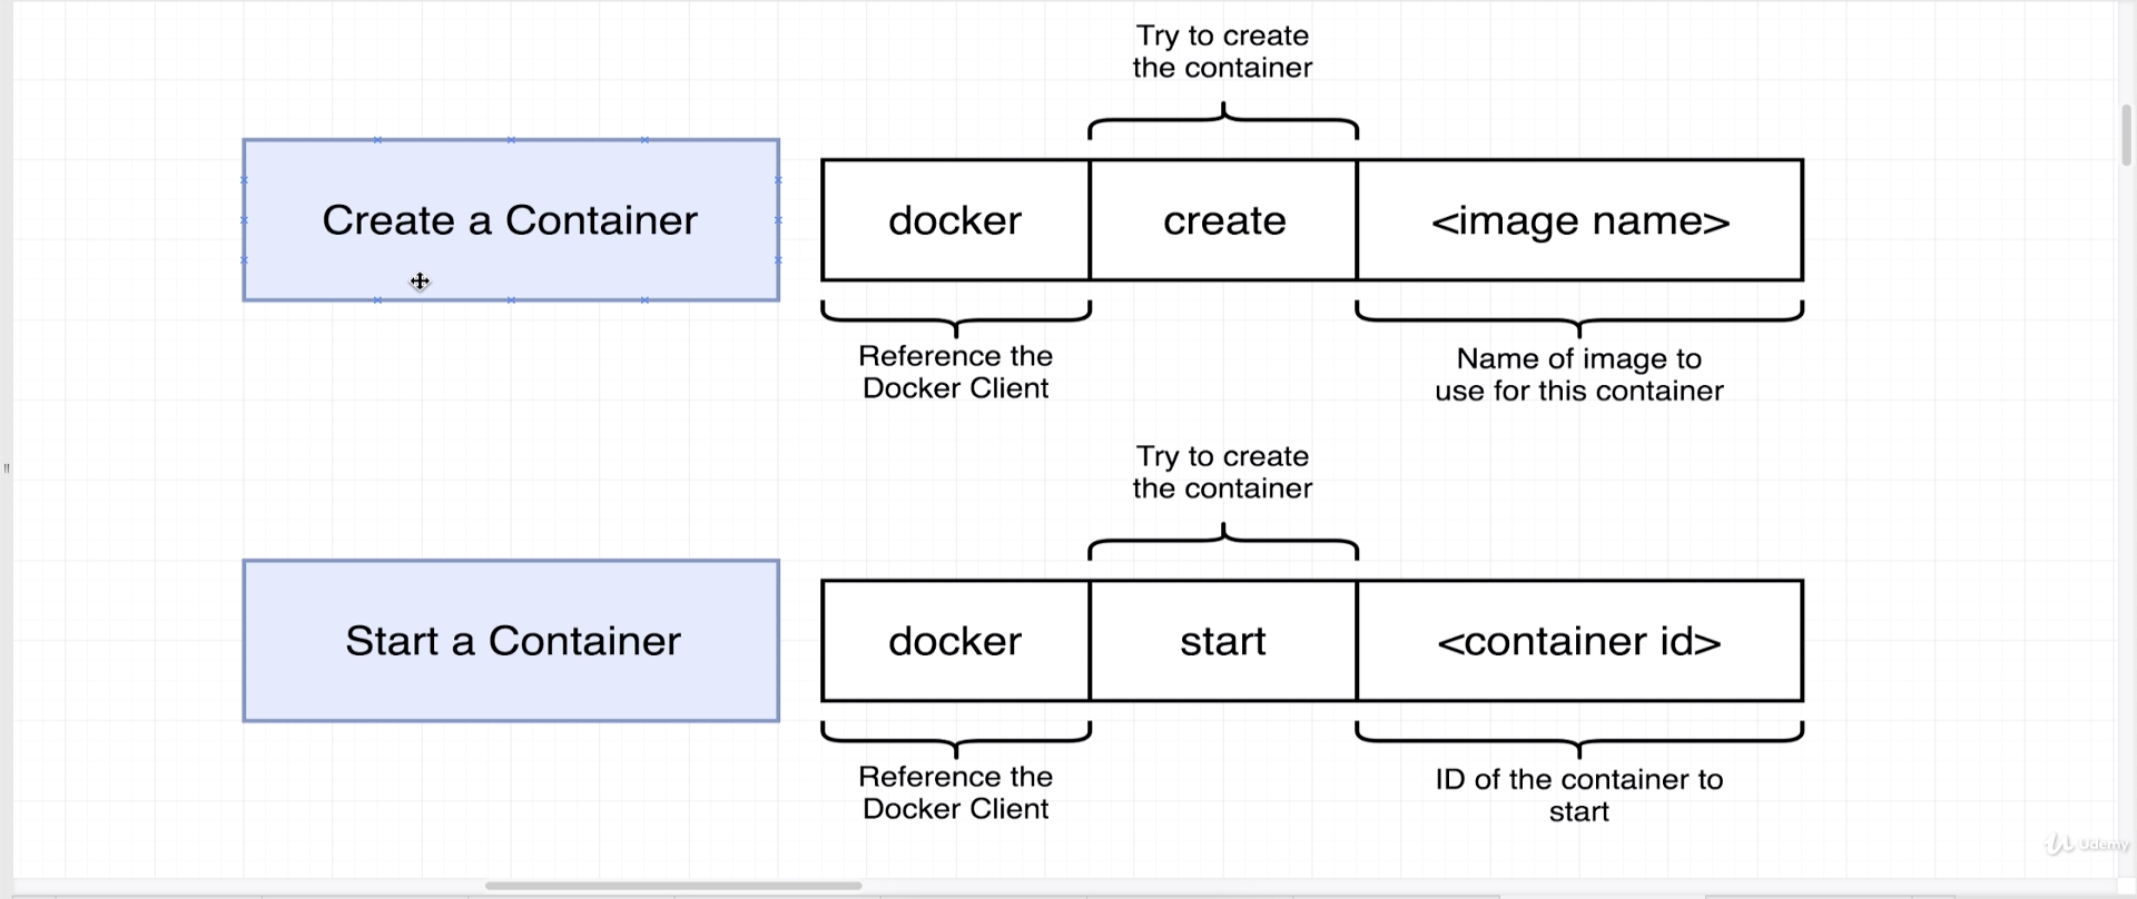 Try to create
the container
Create a Container
docker
create
<image name>
Reference the
Docker Client
Name of image to
use for this container
Try to create
the container
Start a Container
docker
start
<container id>
Reference the
Docker Client
ID of the container to
start
Udemy